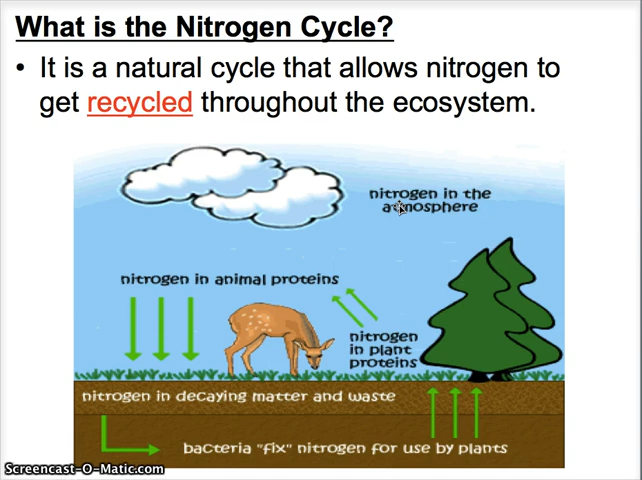 What is the Nitrogen Cycle?
• It is a natural cycle that allows nitrogen to
get recycled throughout the ecosystem.
nitrogen in the
atmosphere
nitrogen in animal proteins
nitrogen
in plant
proteins
nitrogen in decaying matter and waste
bacteria "fix" nitrogen for use by plants
Screencast-O-Matic.com